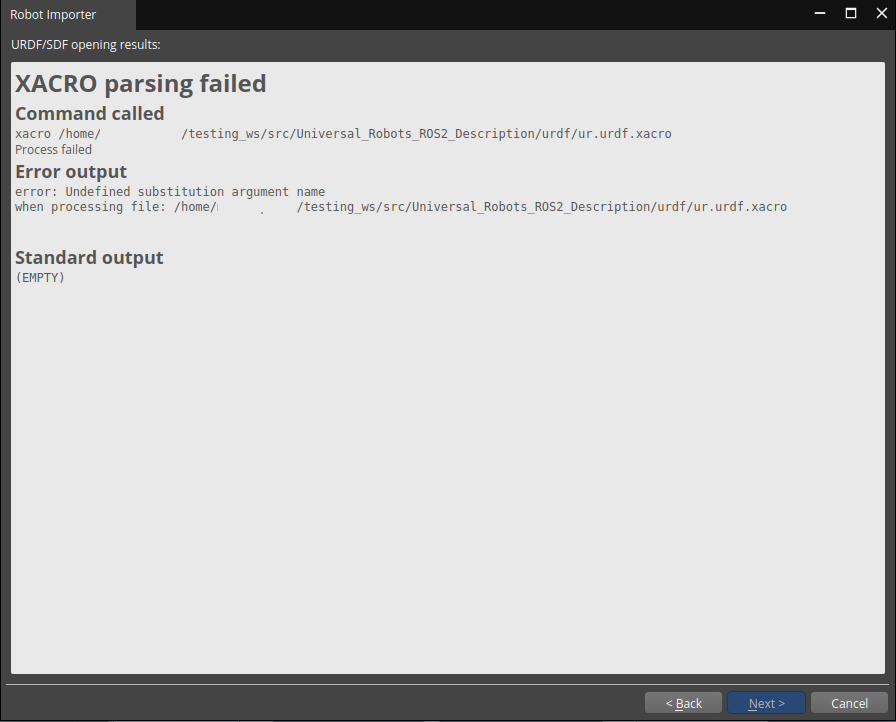 Robot Importer
URDF/SDF opening results:
XACRO parsing failed
Command called
xacro /home/ /testing_ws/src/Universal_Robots_ROS2_Description/urdf/ur.urdf.xacro
Process failed
Error output
error: Undefined substitution argument name
when processing file: /home/ /testing_ws/src/Universal_Robots_ROS2_Description/urdf/ur.urdf.xacro
Standard output
(EMPTY)
< Back Next > Cancel